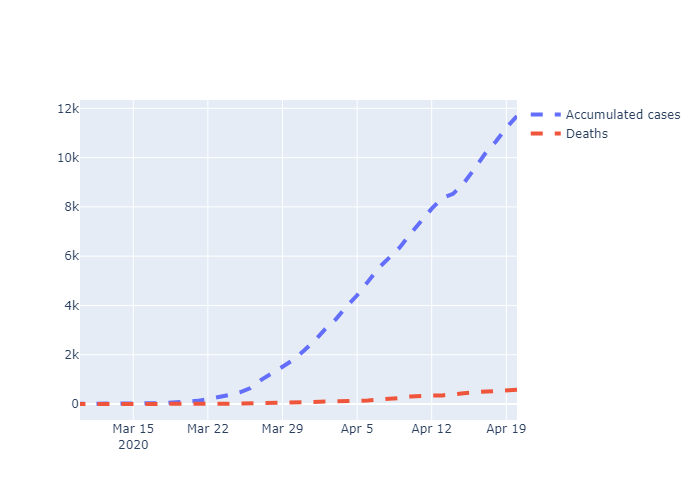 12k
10k
8k
6k
4k
2k
0
Mar 15
2020
Mar 22
Mar 29
Apr 5
Apr 12
Apr 19
Accumulated cases
Deaths